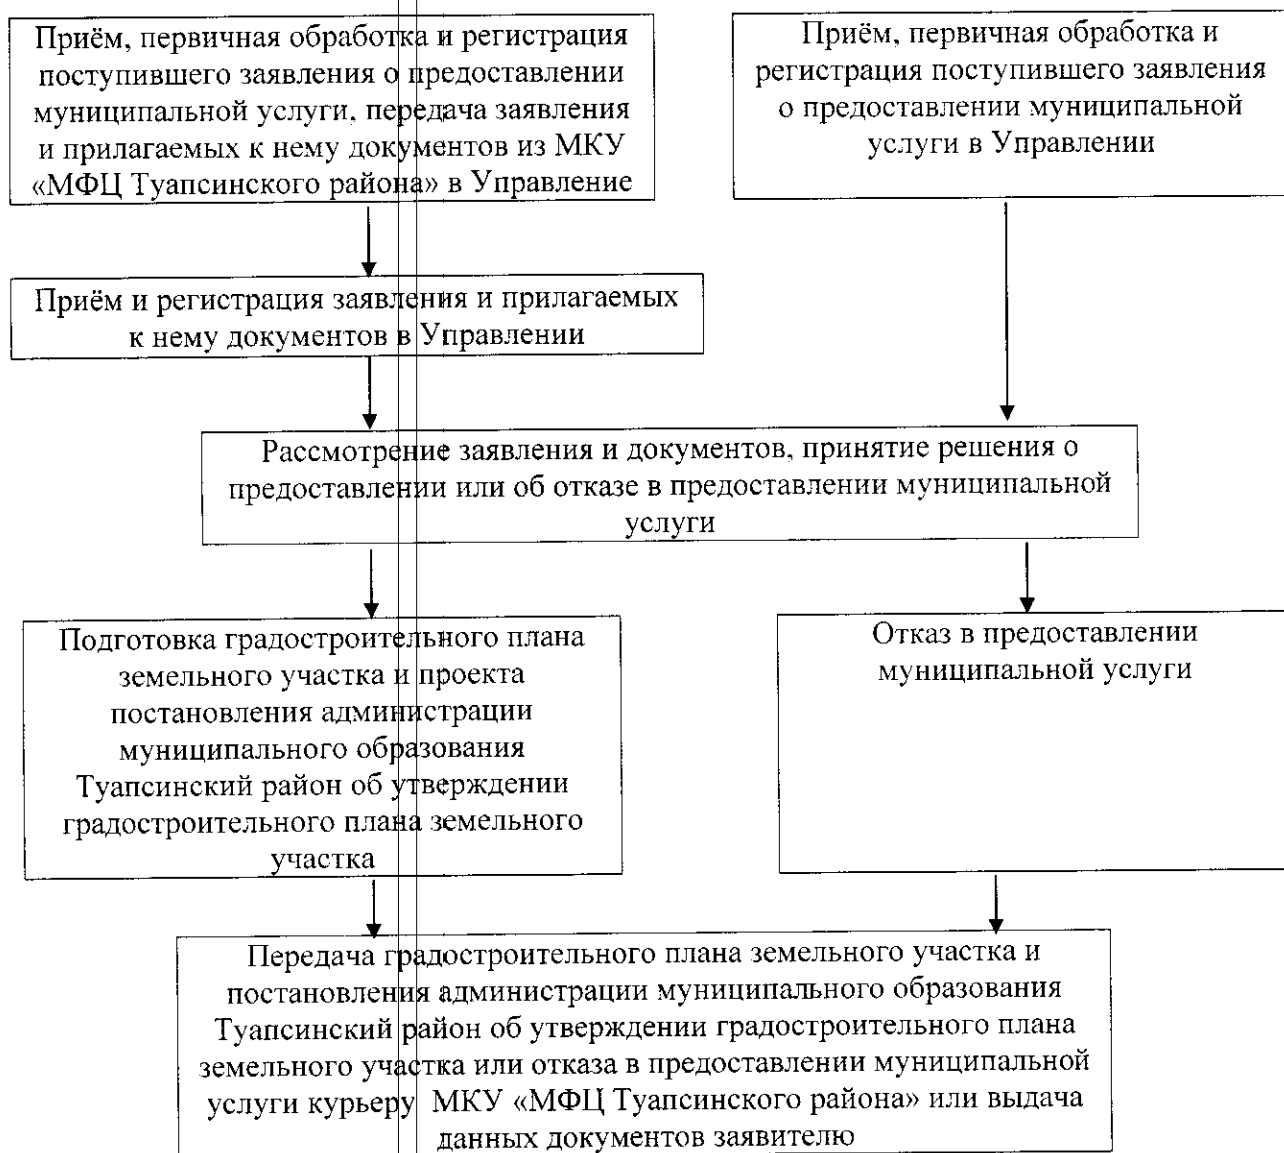 Приём, первичная обработка и регистрация
поступившего заявления о предоставлении
муниципальной услуги, передача заявления
и прилагаемых к нему документов из МКУ
«МФЦ Туапсинского района» в Управление
Приём, первичная обработка и
регистрация поступившего заявления
о предоставлении муниципальной
услуги в Управлении
Приём и регистрация заявления и прилагаемых
к нему документов в Управлении
Рассмотрение заявления и документов, принятие решения о
предоставлении или об отказе в предоставлении муниципальной
услуги
Подготовка градостроительного плана
земельного участка и проекта
постановления администрации
муниципального образования
Туапсинский район об утверждении
градостроительного плана земельного
участка
Отказ в предоставлении
муниципальной услуги
Передача градостроительного плана земельного участка и
постановления администрации муниципального образования
Туапсинский район об утверждении градостроительного плана
земельного участка или отказа в предоставлении муниципальной
услуги курьеру МКУ «МФЦ Туапсинского района» или выдача
данных документов заявителю